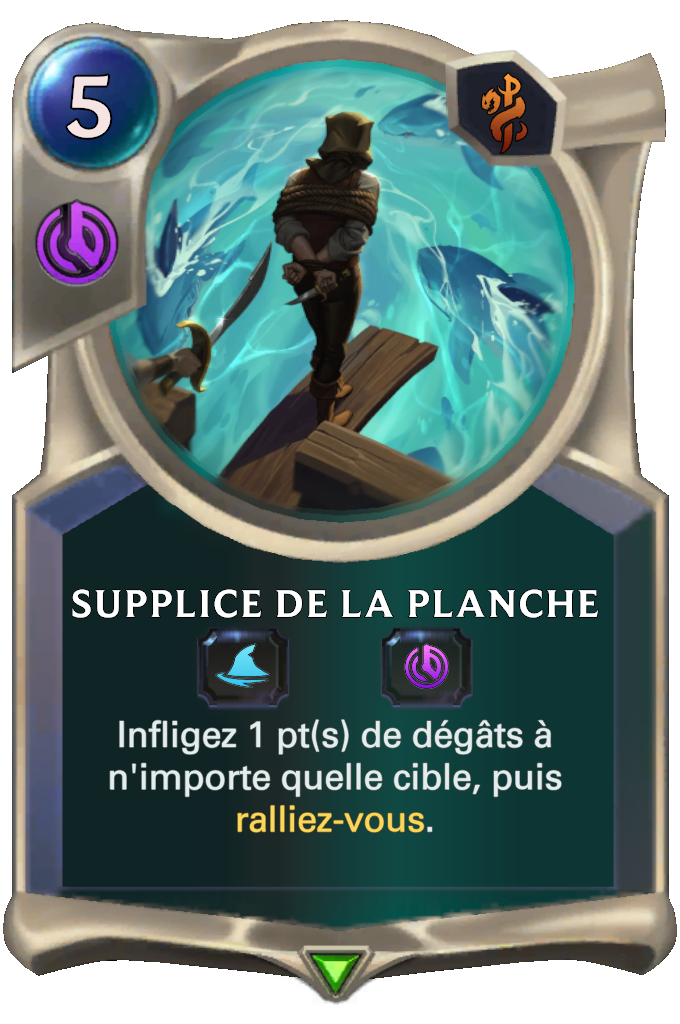 5
SUPPLICE DE LA PLANCHE
Infligez 1 pt(s) de dégâts à
n'importe quelle cible, puis
ralliez-vous.